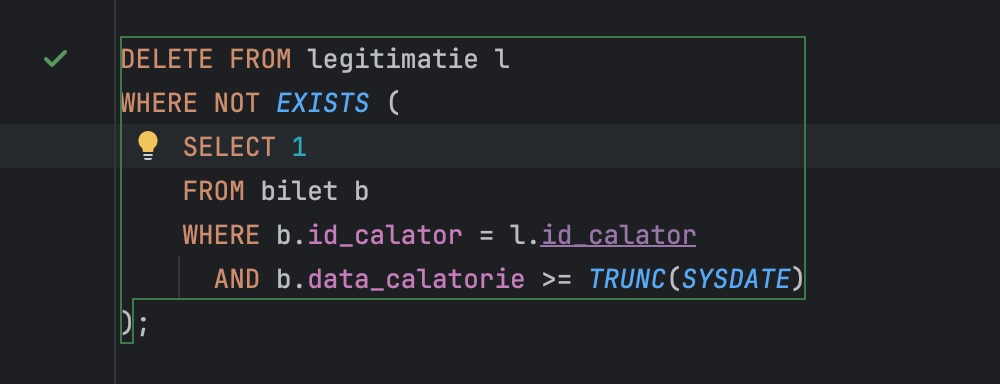 DELETE FROM legitimatie l
WHERE NOT EXISTS (
    SELECT 1
    FROM bilet b
    WHERE b.id_calator = l.id_calator
      AND b.data_calatorie >= TRUNC(SYSDATE)
);